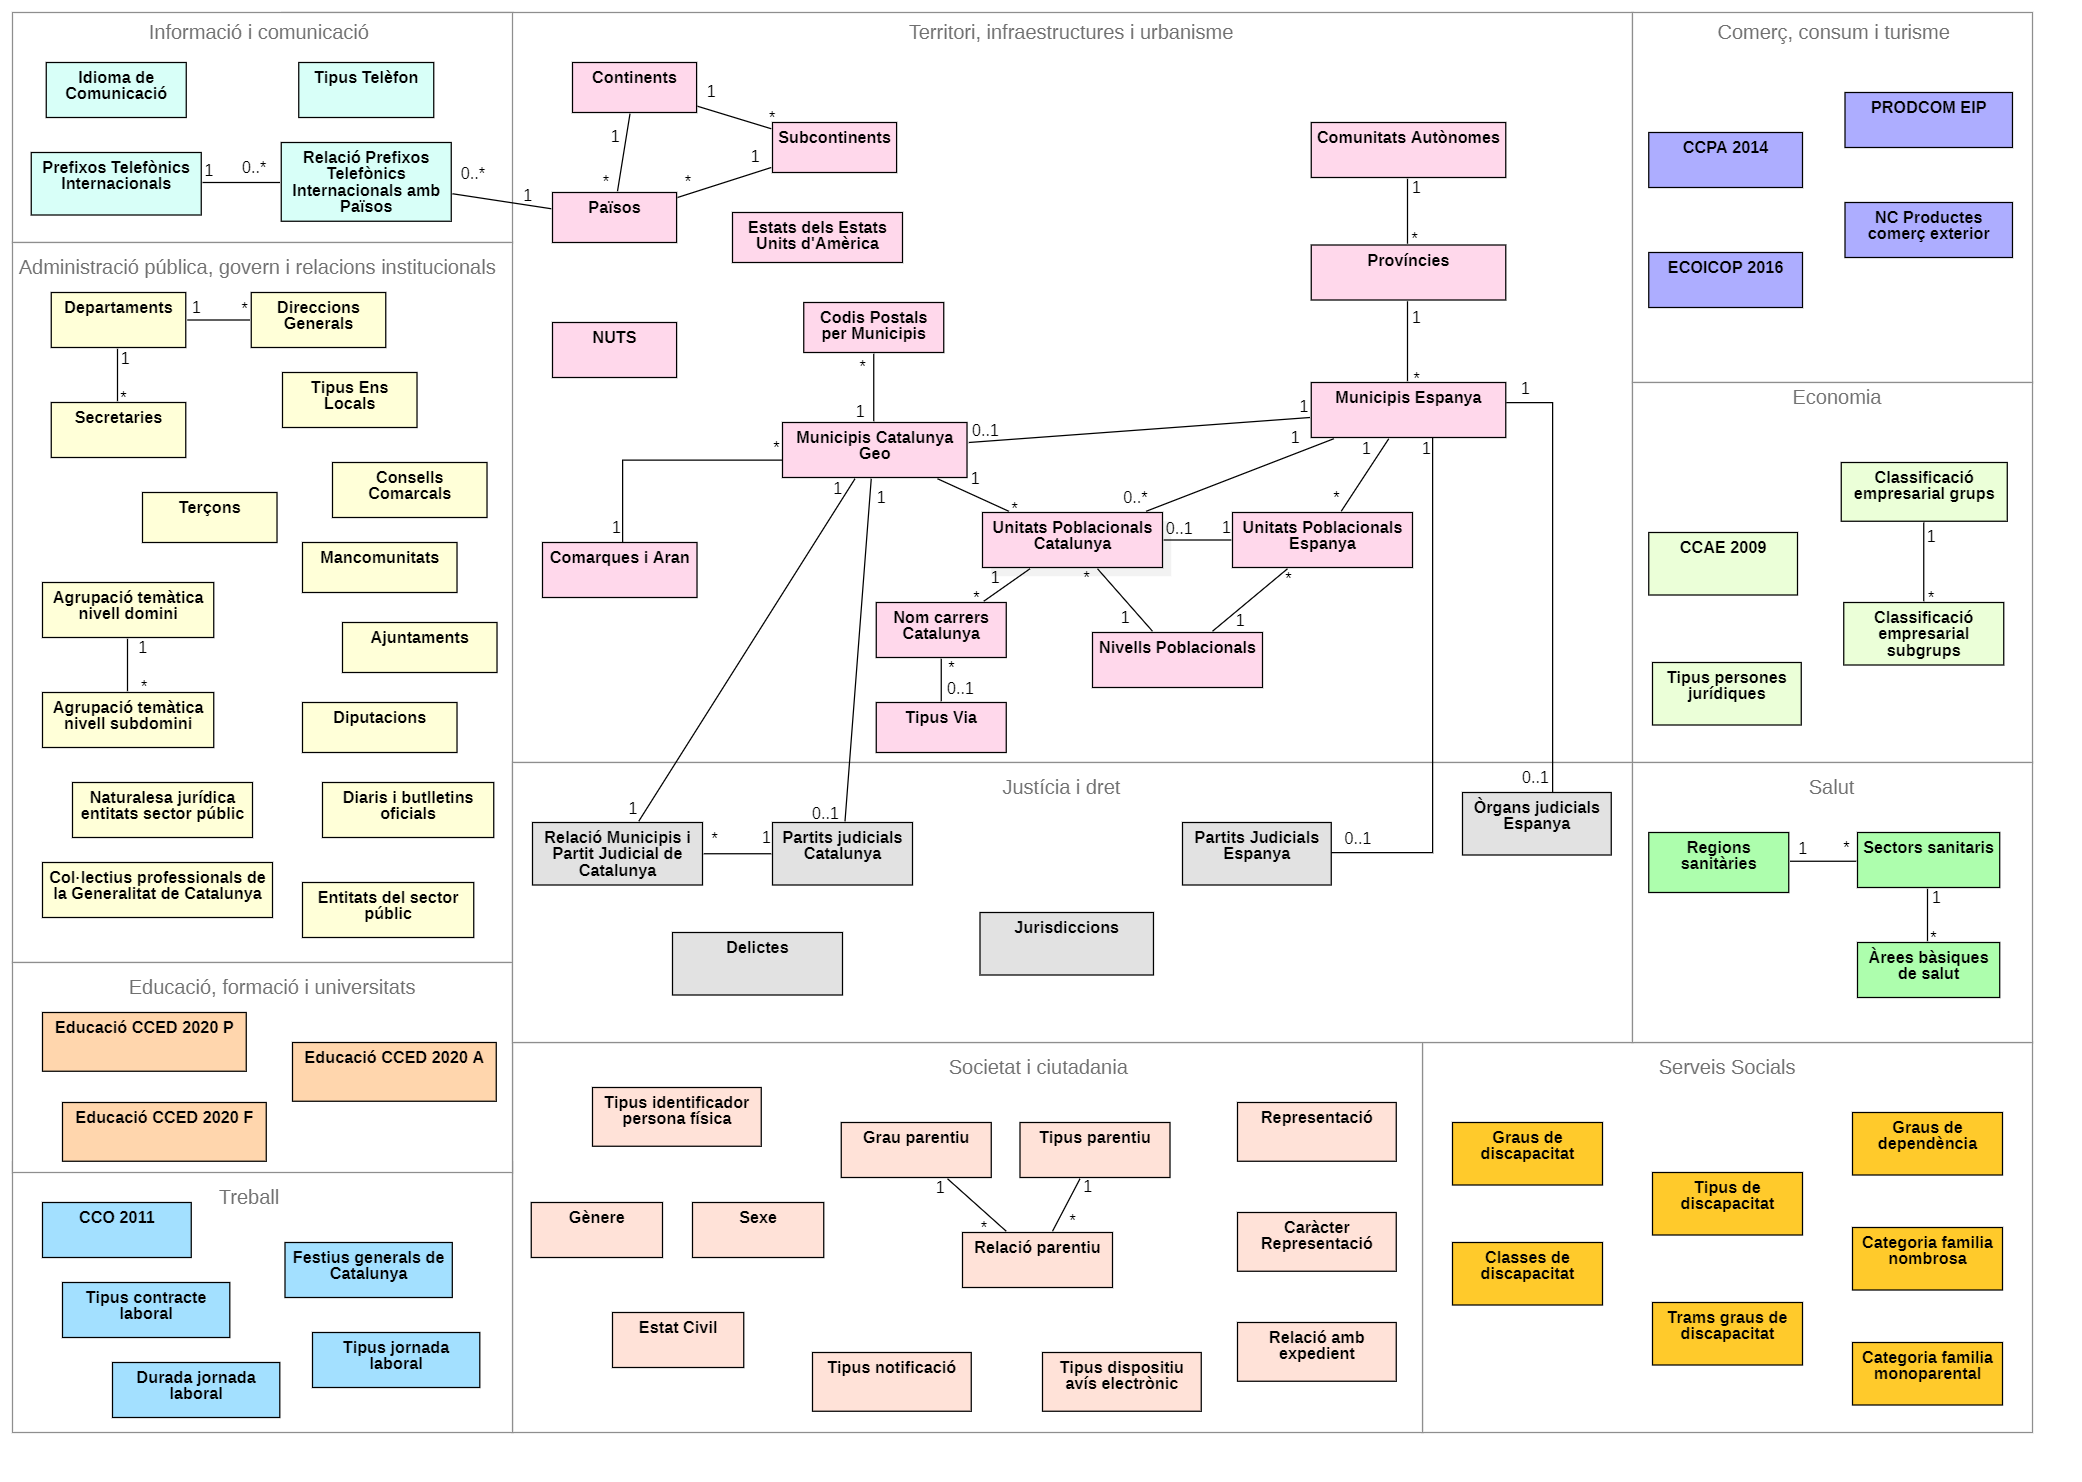 Informació i comunicació
Idioma de
Comunicació
Tipus Telèfon
Prefixos Telefònics
Internacionals
1
0..*
Relació Prefixos
Telefònics
Internacionals amb
Països
0..*
1
Administració pública, govern i relacions institucionals
Departaments
1
*
Direccions
Generals
1
*
Secretaries
Tipus Ens
Locals
Consells
Comarcals
Terçons
Mancomunitats
Agrupació temàtica
nivell domini
1
*
Agrupació temàtica
nivell subdomini
Ajuntaments
Diputacions
Naturalesa jurídica
entitats sector públic
Diaris i butlletins
oficials
Col·lectius professionals de
la Generalitat de Catalunya
Entitats del sector
públic
Educació, formació i universitats
Educació CCED 2020 P
Educació CCED 2020 A
Educació CCED 2020 F
Treball
CCO 2011
Festius generals de
Catalunya
Tipus contracte
laboral
Tipus jornada
laboral
Durada jornada
laboral
Territori, infraestructures i urbanisme
Continents
1
*
1
*
Subcontinents
1
*
Països
Estats dels Estats
Units d'Amèrica
Comunitats Autònomes
1
*
Províncies
1
*
NUTS
Codis Postals
per Municipis
*
1
Municipis Espanya
1
1
0..1
Municipis Catalunya
Geo
*
1
Comarques i Aran
1
1
1
*
1
0..*
1
*
1
Unitats Poblacionals
Catalunya
0..1
1
Unitats Poblacionals
Espanya
1
*
*
1
*
1
Nom carrers
Catalunya
Nivells Poblacionals
*
0..1
Tipus Via
Justícia i dret
1
0..1
0..1
0..1
Relació Municipis i
Partit Judicial de
Catalunya
*
1
Partits judicials
Catalunya
Partits Judicials
Espanya
Òrgans judicials
Espanya
Delictes
Jurisdiccions
Societat i ciutadania
Tipus identificador
persona física
Grau parentiu
Tipus parentiu
Representació
1
*
1
*
Gènere
Sexe
Relació parentiu
Caràcter
Representació
Estat Civil
Tipus notificació
Tipus dispositiu
avís electrònic
Relació amb
expedient
Comerç, consum i turisme
PRODCOM EIP
CCPA 2014
NC Productes
comerç exterior
ECOICOP 2016
Economia
Classificació
empresarial grups
1
*
CCAE 2009
Classificació
empresarial
subgrups
Tipus persones
jurídiques
Salut
Regions
sanitàries
1
*
Sectors sanitaris
1
*
Àrees bàsiques
de salut
Serveis Socials
Graus de
discapacitat
Graus de
dependència
Tipus de
discapacitat
Classes de
discapacitat
Categoria familia
nombrosa
Trams graus de
discapacitat
Categoria familia
monoparental